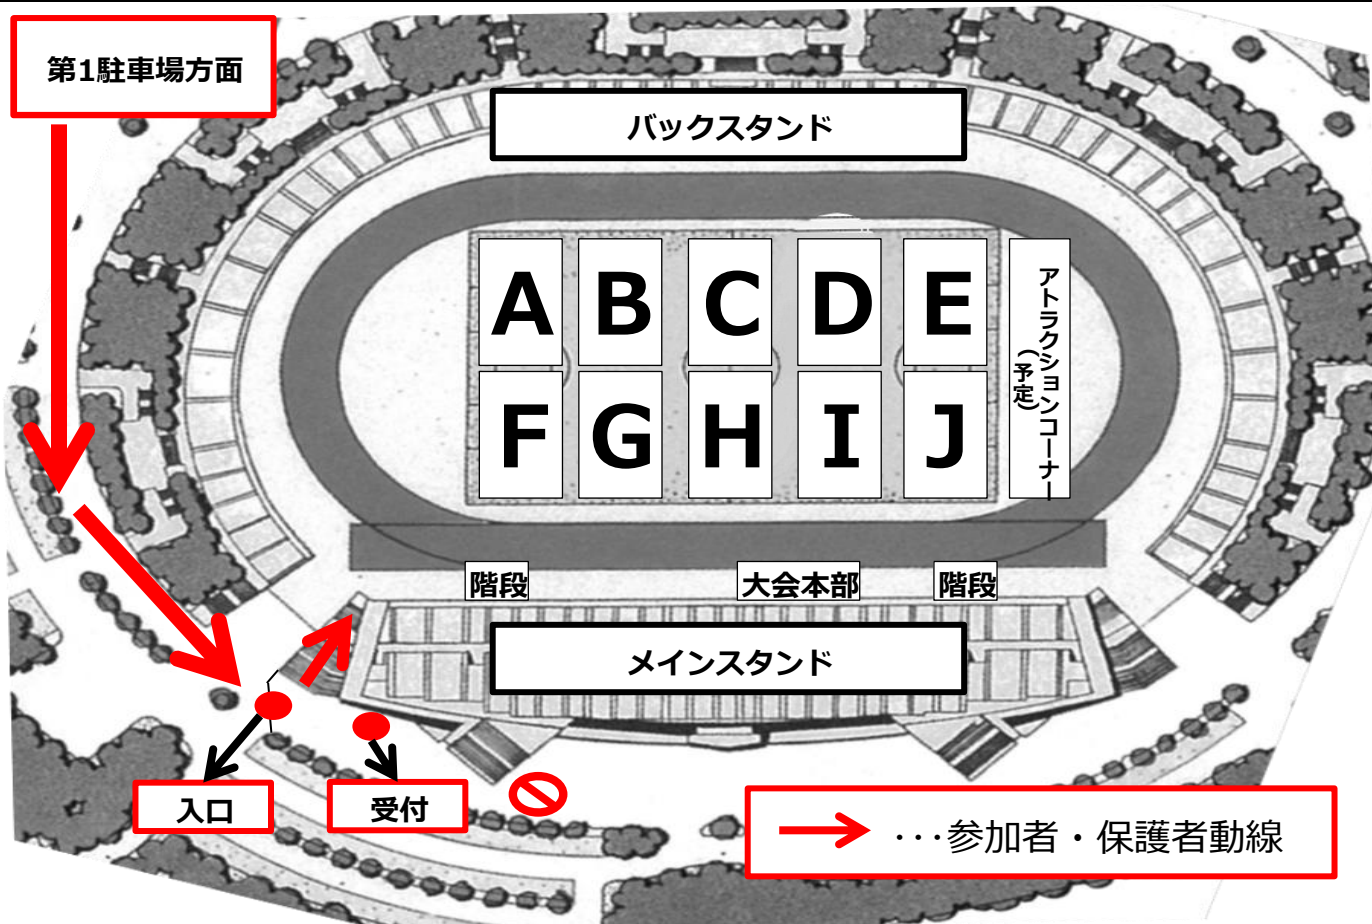 第1駐車場方面
バックスタンド
A B C D E
F G H I J
アトラクションコーナー
(予定)
階段
大会本部
階段
メインスタンド
入口
受付
･･･参加者・保護者動線